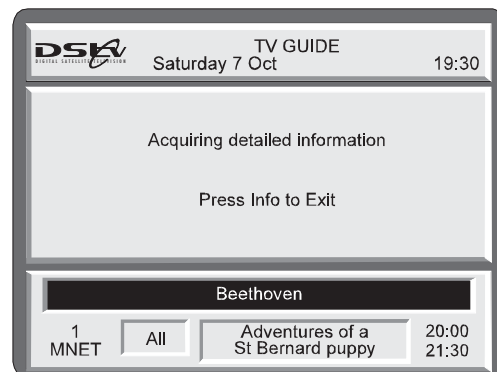 DStv
DIGITAL SATELLITE TELEVISION
TV GUIDE
Saturday 7 Oct
19:30
Acquiring detailed information
Press Info to Exit
Beethoven
1
MNET
All
Adventures of a
St Bernard puppy
20:00
21:30